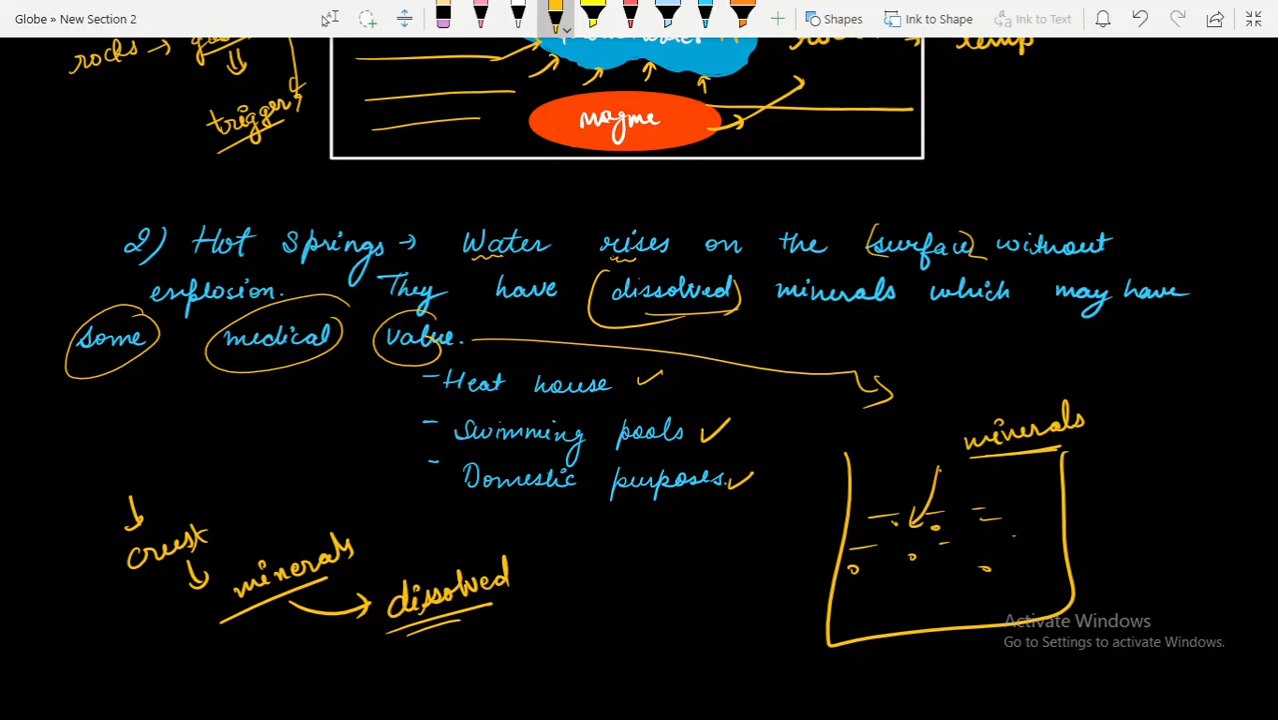 Globe » New Section 2
Shapes
Ink to Shape
Ink to Text
rocks →
temp
trigger
magme
2) Hot Springs → Water rises on the surface without
explosion. They have dissolved minerals which may have
some medical value.
- Heat house ✓
- Swimming pools ✓
- Domestic purposes. ✓
minerals
crust
minerals → dissolved
Activate Windows
Go to Settings to activate Windows.